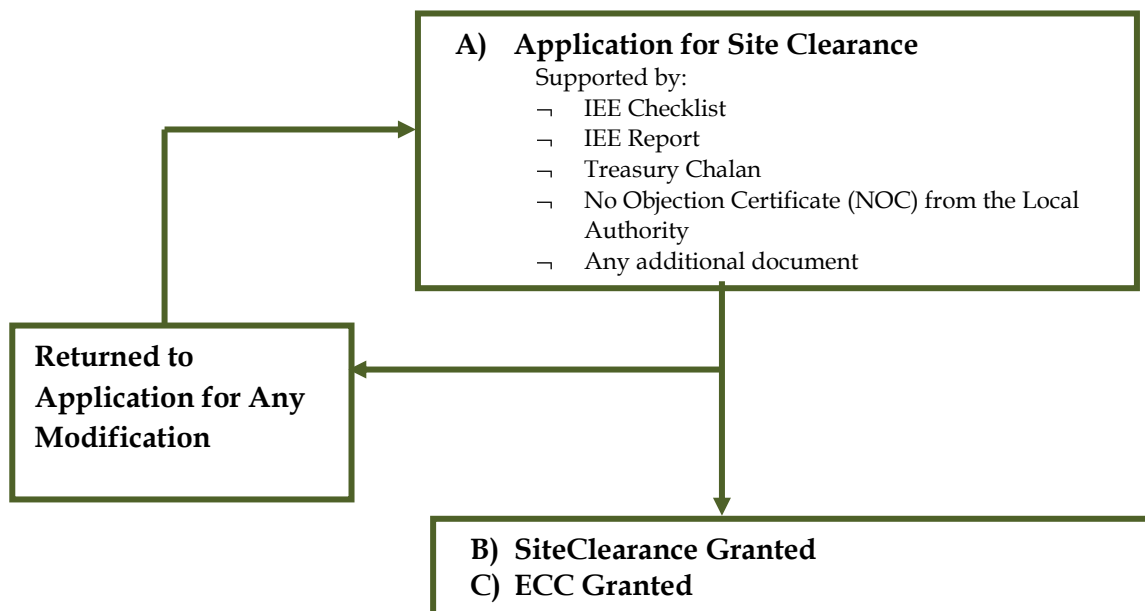 A) Application for Site Clearance
Supported by:
¬ IEE Checklist
¬ IEE Report
¬ Treasury Chalan
¬ No Objection Certificate (NOC) from the Local
Authority
¬ Any additional document
Returned to
Application for Any
Modification
B) SiteClearance Granted
C) ECC Granted